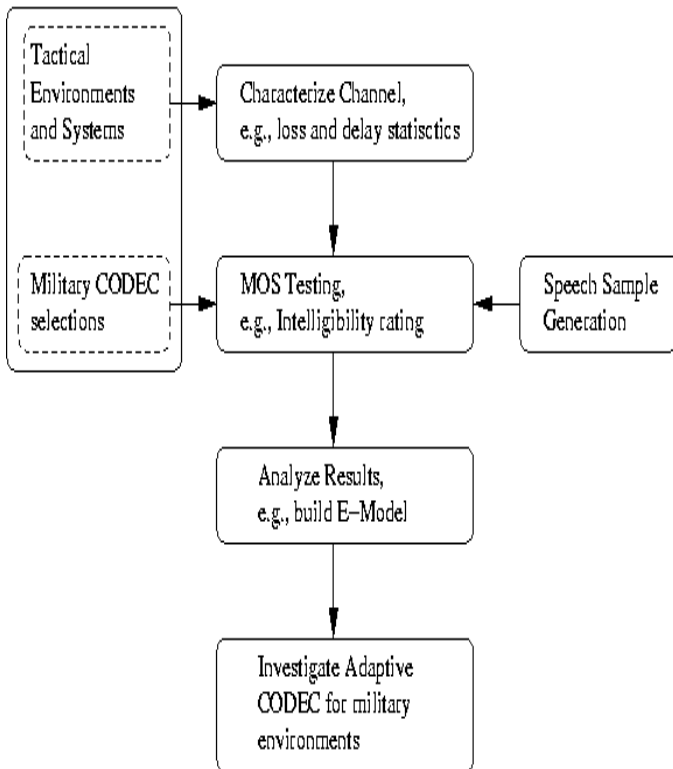 Tactical
Environments
and Systems
Characterize Channel,
e.g., loss and delay statisctics
Military CODEC
selections
MOS Testing,
e.g., Intelligibility rating
Speech Sample
Generation
Analyze Results,
e.g., build E-Model
Investigate Adaptive
CODEC for military
environments